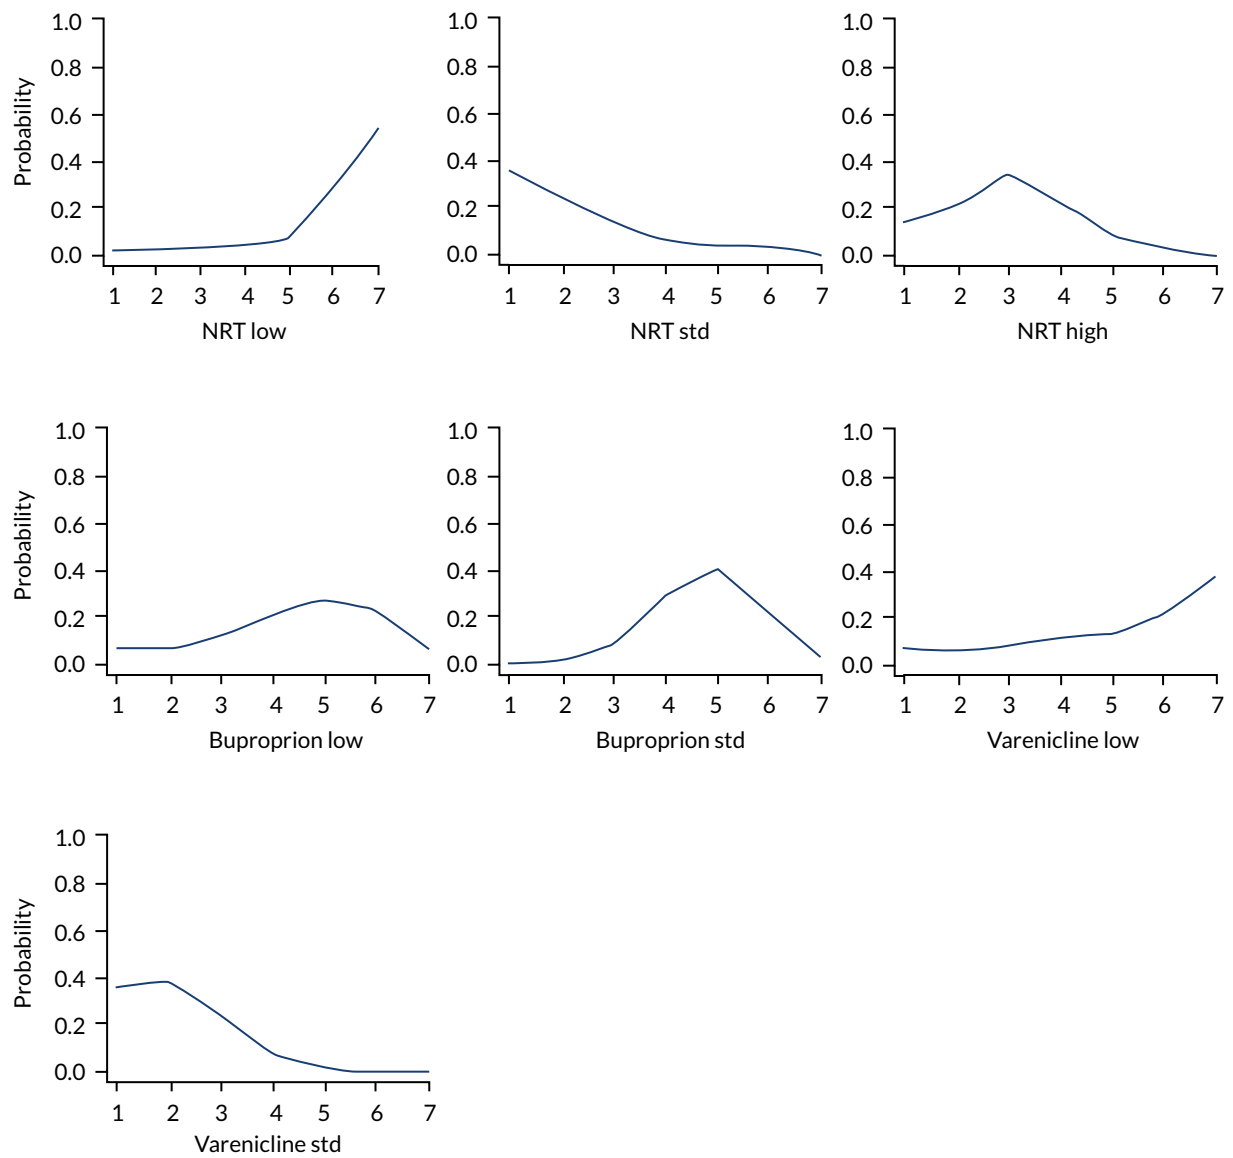 1.0 0.8 0.6 0.4 0.2 0.0
Probability
1 2 3 4 5 6 7
NRT low
1.0 0.8 0.6 0.4 0.2 0.0
1 2 3 4 5 6 7
NRT std
1.0 0.8 0.6 0.4 0.2 0.0
1 2 3 4 5 6 7
NRT high
1.0 0.8 0.6 0.4 0.2 0.0
Probability
1 2 3 4 5 6 7
Buproprion low
1.0 0.8 0.6 0.4 0.2 0.0
1 2 3 4 5 6 7
Buproprion std
1.0 0.8 0.6 0.4 0.2 0.0
1 2 3 4 5 6 7
Varenicline low
1.0 0.8 0.6 0.4 0.2 0.0
Probability
1 2 3 4 5 6 7
Varenicline std